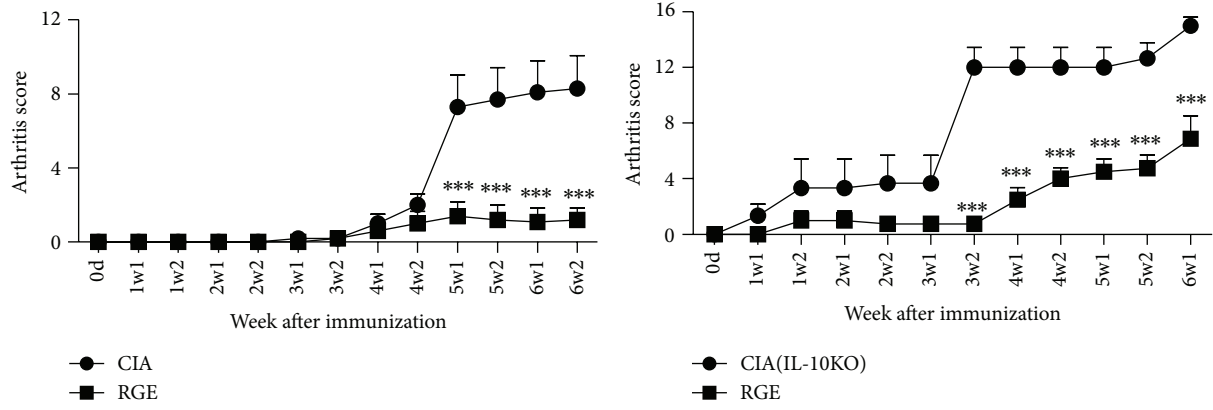 12
8
4
0
Arthritis score
*** *** *** ***
0d 1w1 1w2 2w1 2w2 3w1 3w2 4w1 4w2 5w1 5w2 6w1 6w2
Week after immunization
CIA
RGE
16
12
8
4
0
Arthritis score
*** *** *** *** *** ***
0d 1w1 1w2 2w1 2w2 3w1 3w2 4w1 4w2 5w1 5w2 6w1
Week after immunization
CIA(IL-10KO)
RGE